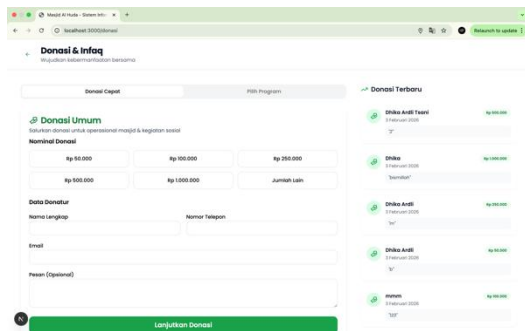 Masjid Al Huda - Sistem Infor
localhost:3000/donasi
Relaunch to update
Donasi & Infaq
Wujudkan kebermanfaatan bersama
Donasi Cepat
Pilih Program
Donasi Umum
Salurkan donasi untuk operasional masjid & kegiatan sosial
Nominal Donasi
Rp 50.000
Rp 100.000
Rp 250.000
Rp 500.000
Rp 1.000.000
Jumlah Lain
Data Donatur
Nama Lengkap
Nomor Telepon
Email
Pesan (Opsional)
Lanjutkan Donasi
N
Donasi Terbaru
Dhika Ardli Tsani
Rp 500.000
3 Februari 2026
Dhika
Rp 1.000.000
3 Februari 2026
"bismillah"
Dhika Ardli
Rp 250.000
3 Februari 2026
Dhika Ardli
Rp 50.000
3 Februari 2026
mmm
Rp 100.000
3 Februari 2026